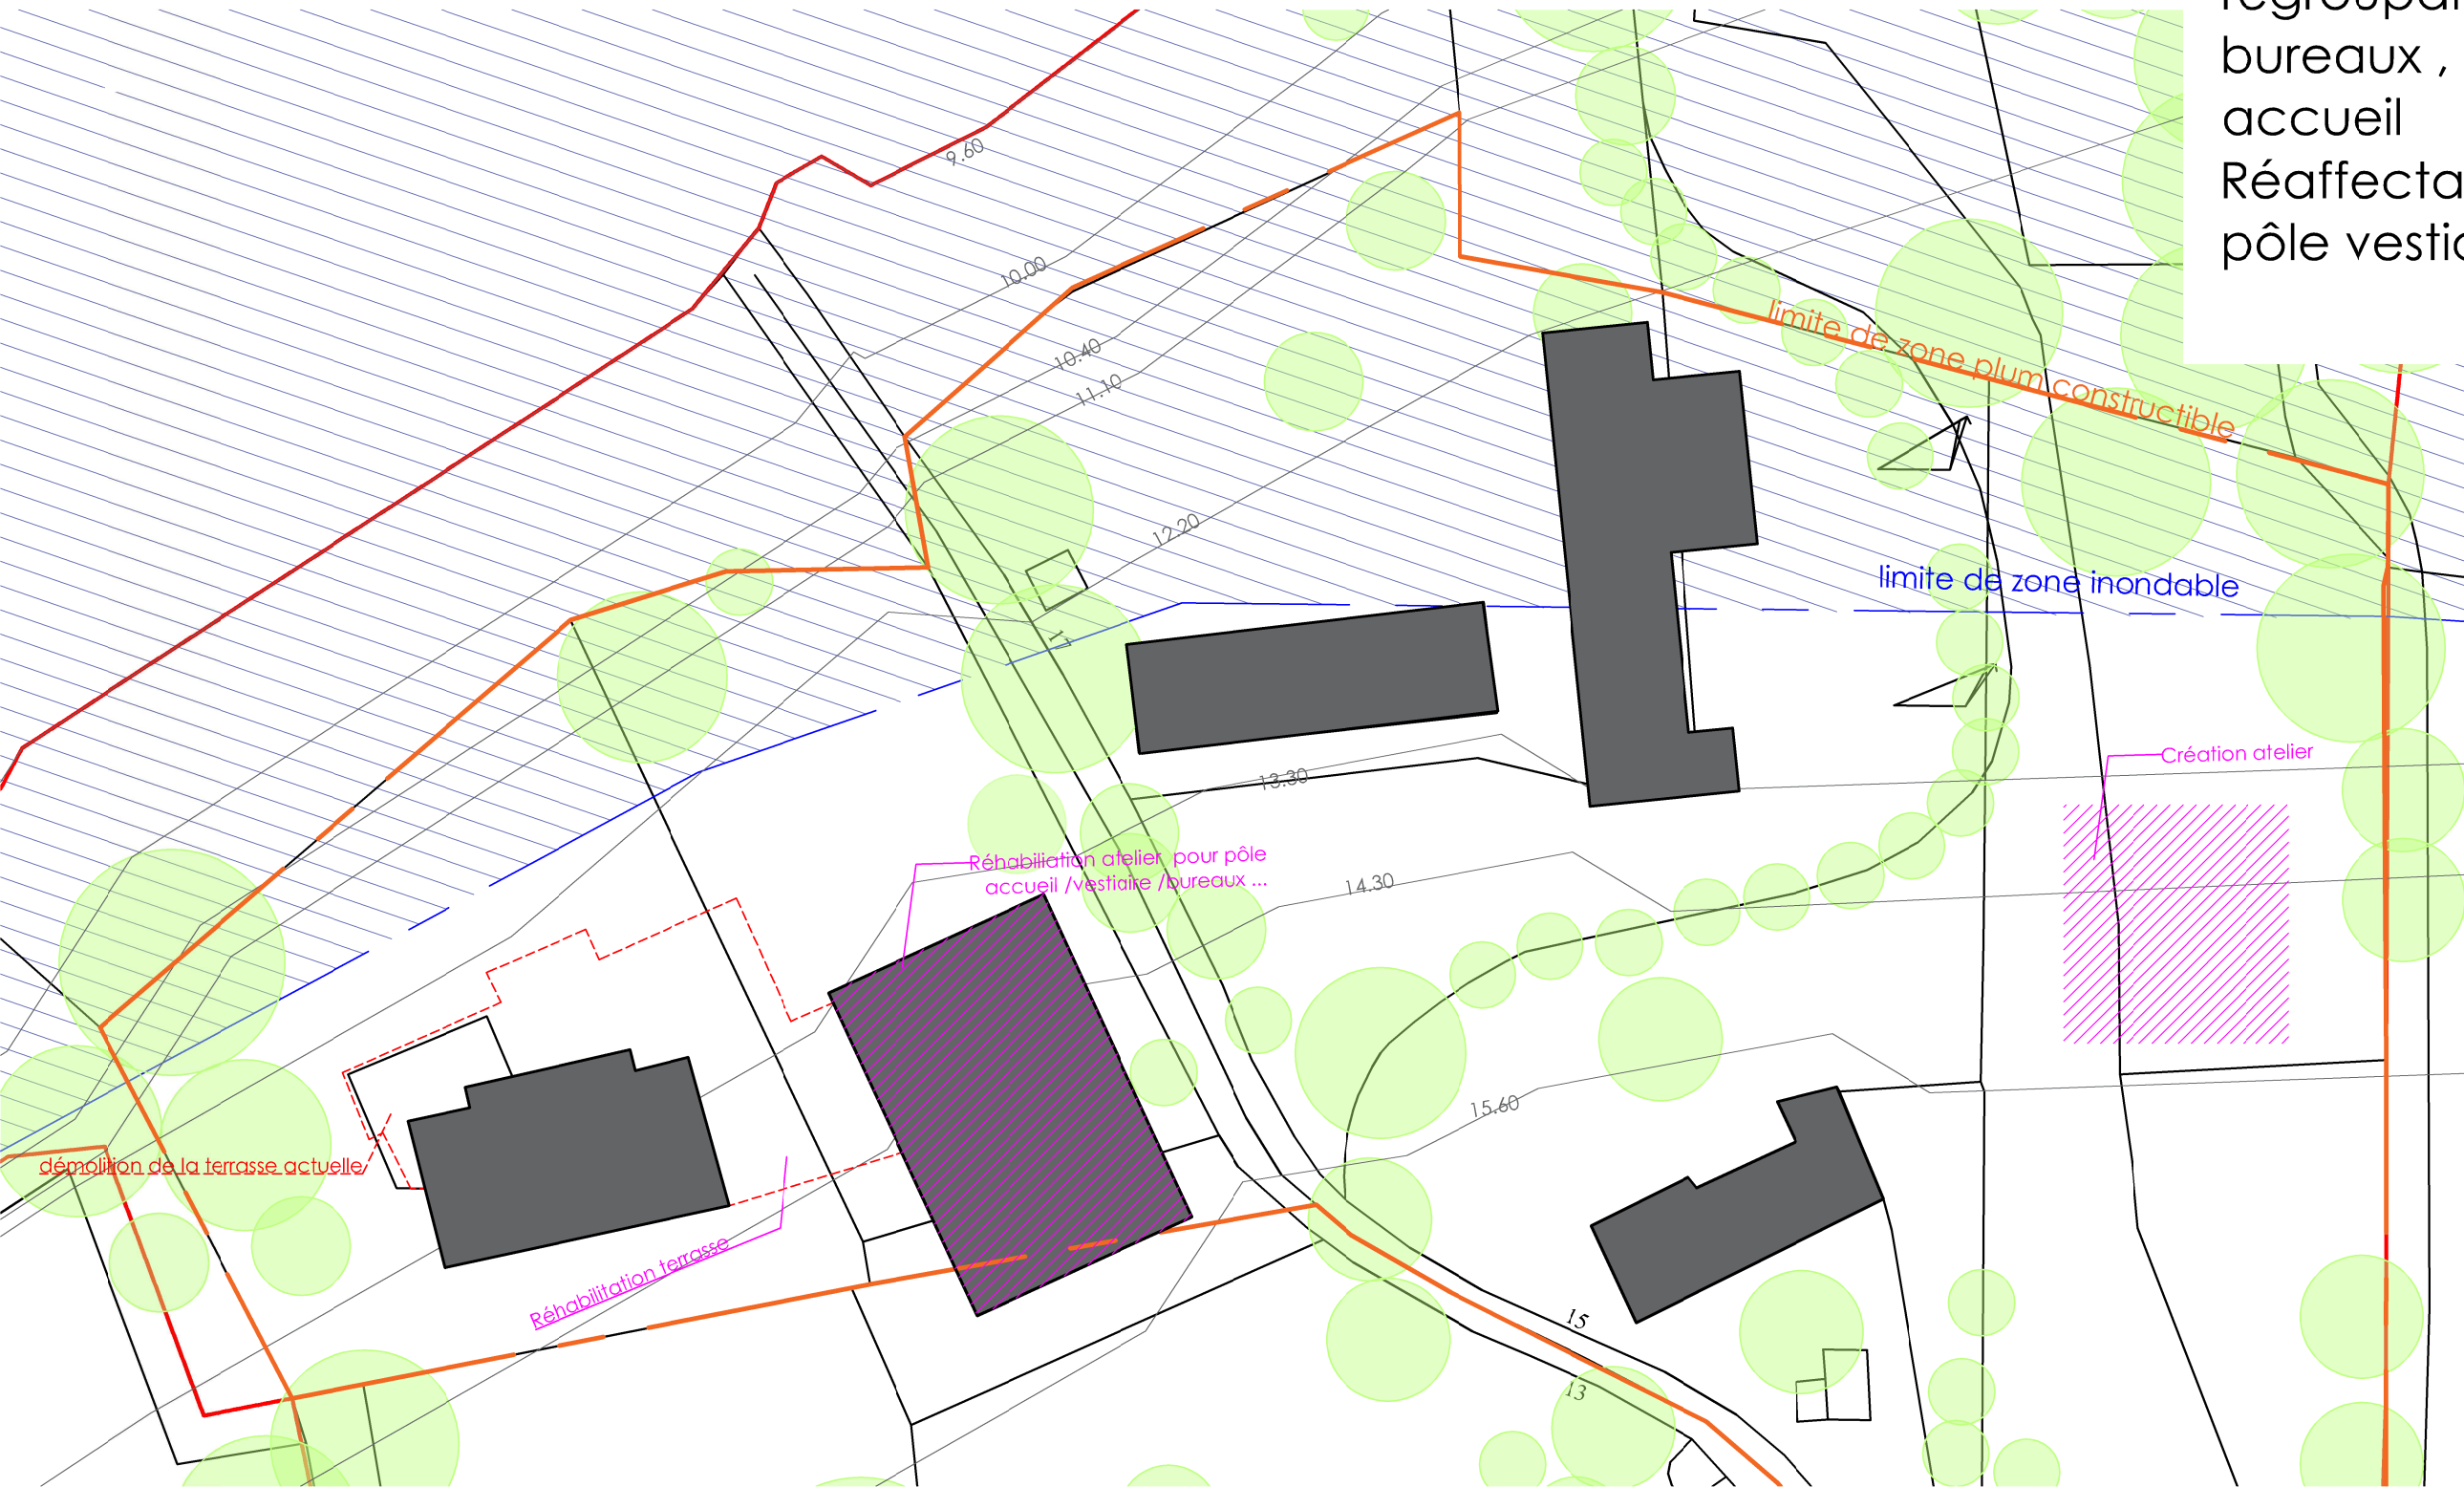 bureaux ,
accueil
Réaffecta
pôle vestia
9.60
10.00
10.40
11.10
12.20
limite de zone plum constructible
limite de zone inondable
17
13.30
Création atelier
Réhabiliation atelier pour pôle
accueil /vestiaire /bureaux ...
14.30
15.60
démolition de la terrasse actuelle
Réhabilitation terrasse
15
13